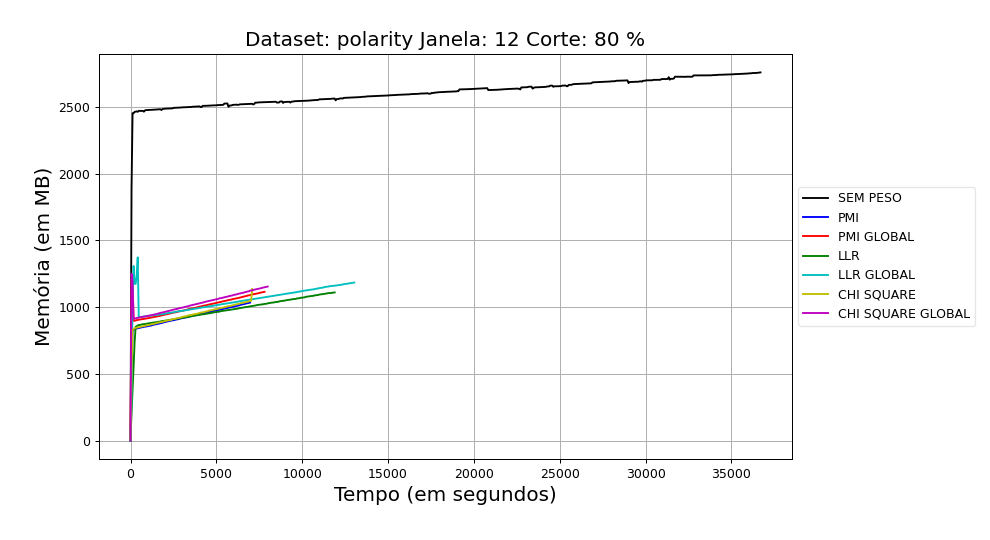 Dataset: polarity Janela: 12 Corte: 80 %
Memória (em MB)
2500
2000
1500
1000
500
0
0 5000 10000 15000 20000 25000 30000 35000
Tempo (em segundos)
SEM PESO
PMI
PMI GLOBAL
LLR
LLR GLOBAL
CHI SQUARE
CHI SQUARE GLOBAL